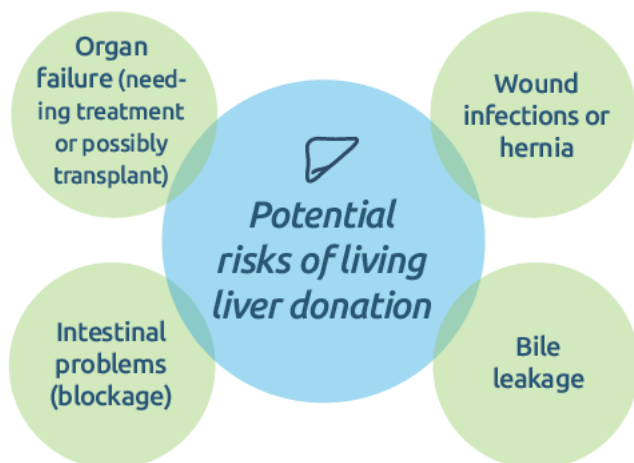 Organ
failure (need-
ing treatment
or possibly
transplant)
Wound
infections or
hernia
Potential
risks of living
liver donation
Intestinal
problems
(blockage)
Bile
leakage